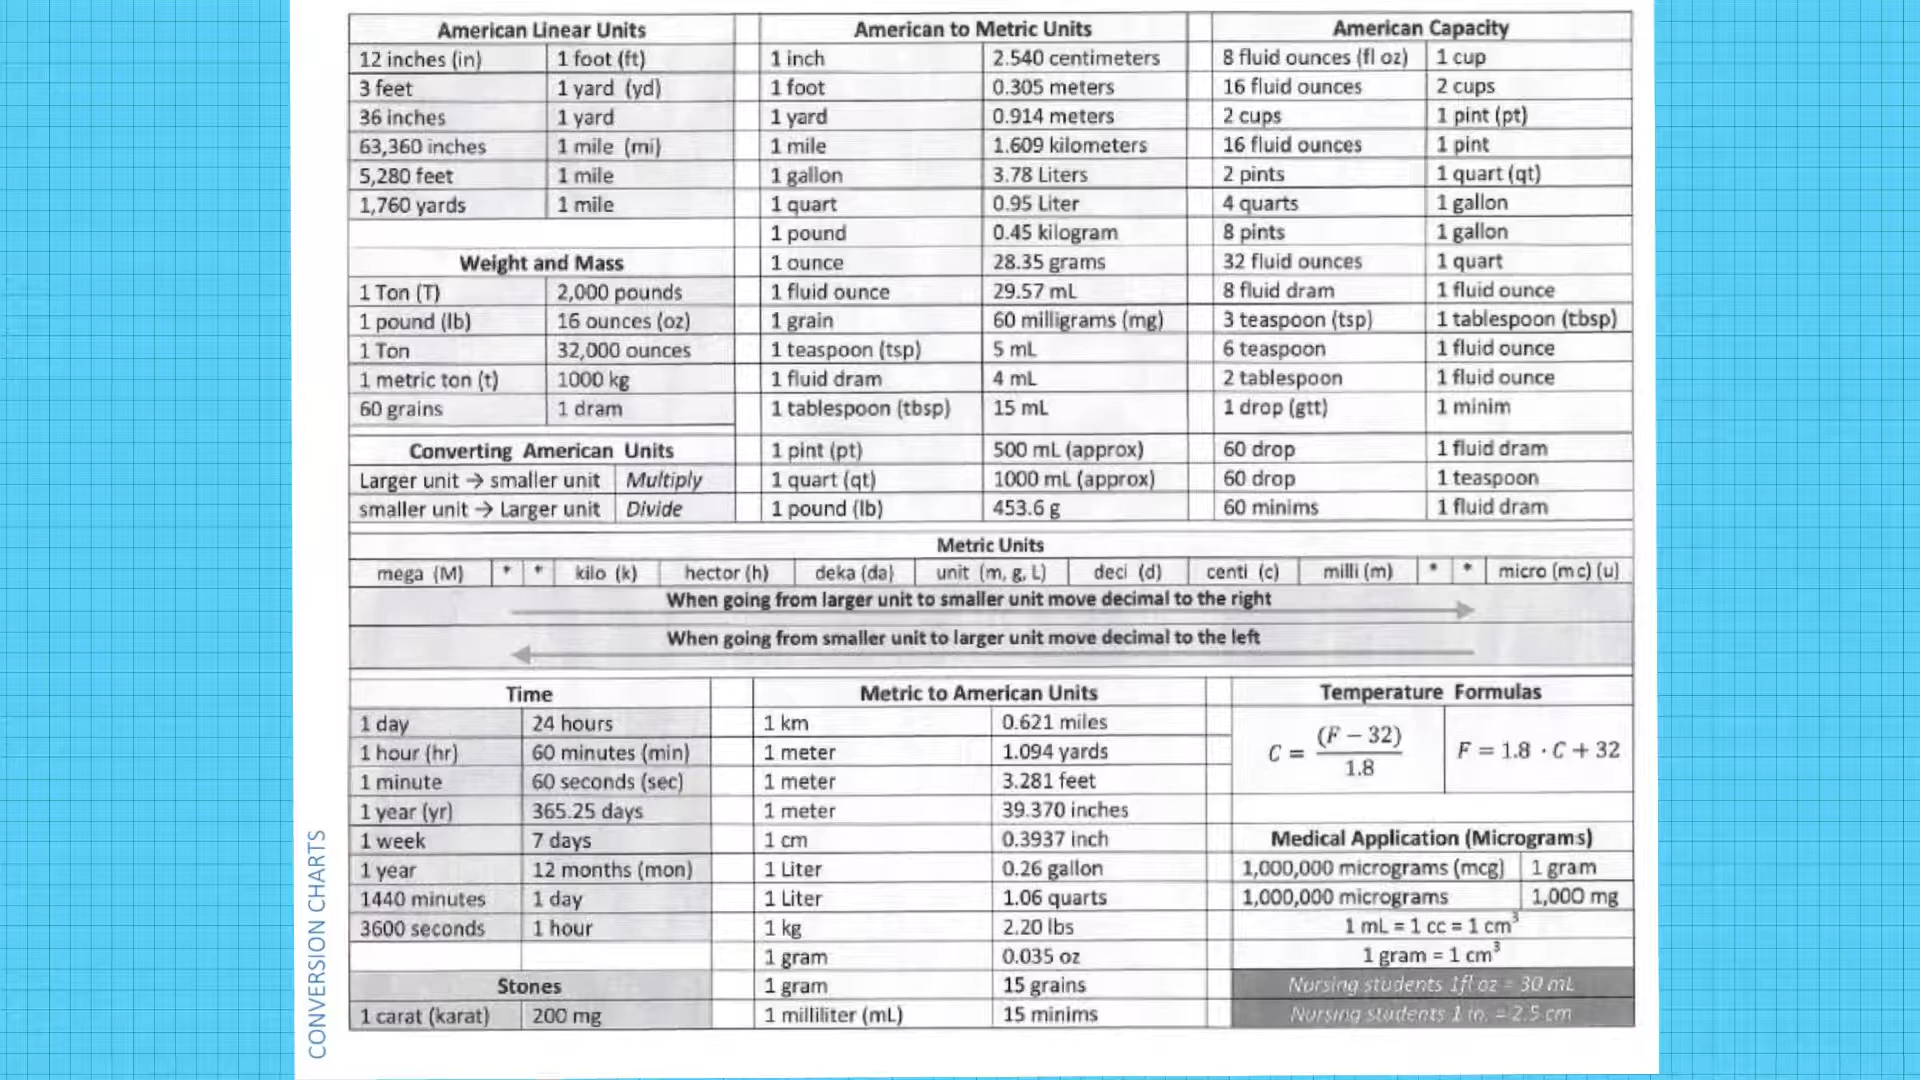 American Linear Units
12 inches (in) 1 foot (ft)
3 feet 1 yard (yd)
36 inches 1 yard
63,360 inches 1 mile (mi)
5,280 feet 1 mile
1,760 yards 1 mile
Weight and Mass
1 Ton (T) 2,000 pounds
1 pound (lb) 16 ounces (oz)
1 Ton 32,000 ounces
1 metric ton (t) 1000 kg
60 grains 1 dram
Converting American Units
Larger unit → smaller unit Multiply
smaller unit → Larger unit Divide
American to Metric Units
1 inch 2.540 centimeters
1 foot 0.305 meters
1 yard 0.914 meters
1 mile 1.609 kilometers
1 gallon 3.78 Liters
1 quart 0.95 Liter
1 pound 0.45 kilogram
1 ounce 28.35 grams
1 fluid ounce 29.57 mL
1 grain 60 milligrams (mg)
1 teaspoon (tsp) 5 mL
1 fluid dram 4 mL
1 tablespoon (tbsp) 15 mL
1 pint (pt) 500 mL (approx)
1 quart (qt) 1000 mL (approx)
1 pound (lb) 453.6 g
American Capacity
8 fluid ounces (fl oz) 1 cup
16 fluid ounces 2 cups
2 cups 1 pint (pt)
16 fluid ounces 1 pint
2 pints 1 quart (qt)
4 quarts 1 gallon
8 pints 1 gallon
32 fluid ounces 1 quart
8 fluid dram 1 fluid ounce
3 teaspoon (tsp) 1 tablespoon (tbsp)
6 teaspoon 1 fluid ounce
2 tablespoon 1 fluid ounce
1 drop (gtt) 1 minim
60 drop 1 fluid dram
60 drop 1 teaspoon
60 minims 1 fluid dram
Metric Units
mega (M) * * kilo (k) hector (h) deka (da) unit (m, g, L) deci (d) centi (c) milli (m) * * micro (mc) (u)
When going from larger unit to smaller unit move decimal to the right
When going from smaller unit to larger unit move decimal to the left
Time
1 day 24 hours
1 hour (hr) 60 minutes (min)
1 minute 60 seconds (sec)
1 year (yr) 365.25 days
1 week 7 days
1 year 12 months (mon)
1440 minutes 1 day
3600 seconds 1 hour
Stones
1 carat (karat) 200 mg
Metric to American Units
1 km 0.621 miles
1 meter 1.094 yards
1 meter 3.281 feet
1 meter 39.370 inches
1 cm 0.3937 inch
1 Liter 0.26 gallon
1 Liter 1.06 quarts
1 kg 2.20 lbs
1 gram 0.035 oz
1 gram 15 grains
1 milliliter (mL) 15 minims
Temperature Formulas
C = (F − 32) / 1.8 F = 1.8 · C + 32
Medical Application (Micrograms)
1,000,000 micrograms (mcg) 1 gram
1,000,000 micrograms 1,000 mg
1 mL = 1 cc = 1 cm³
1 gram = 1 cm³
Nursing students 1fl oz = 30 mL
Nursing students 1 in. = 2.5 cm
CONVERSION CHARTS